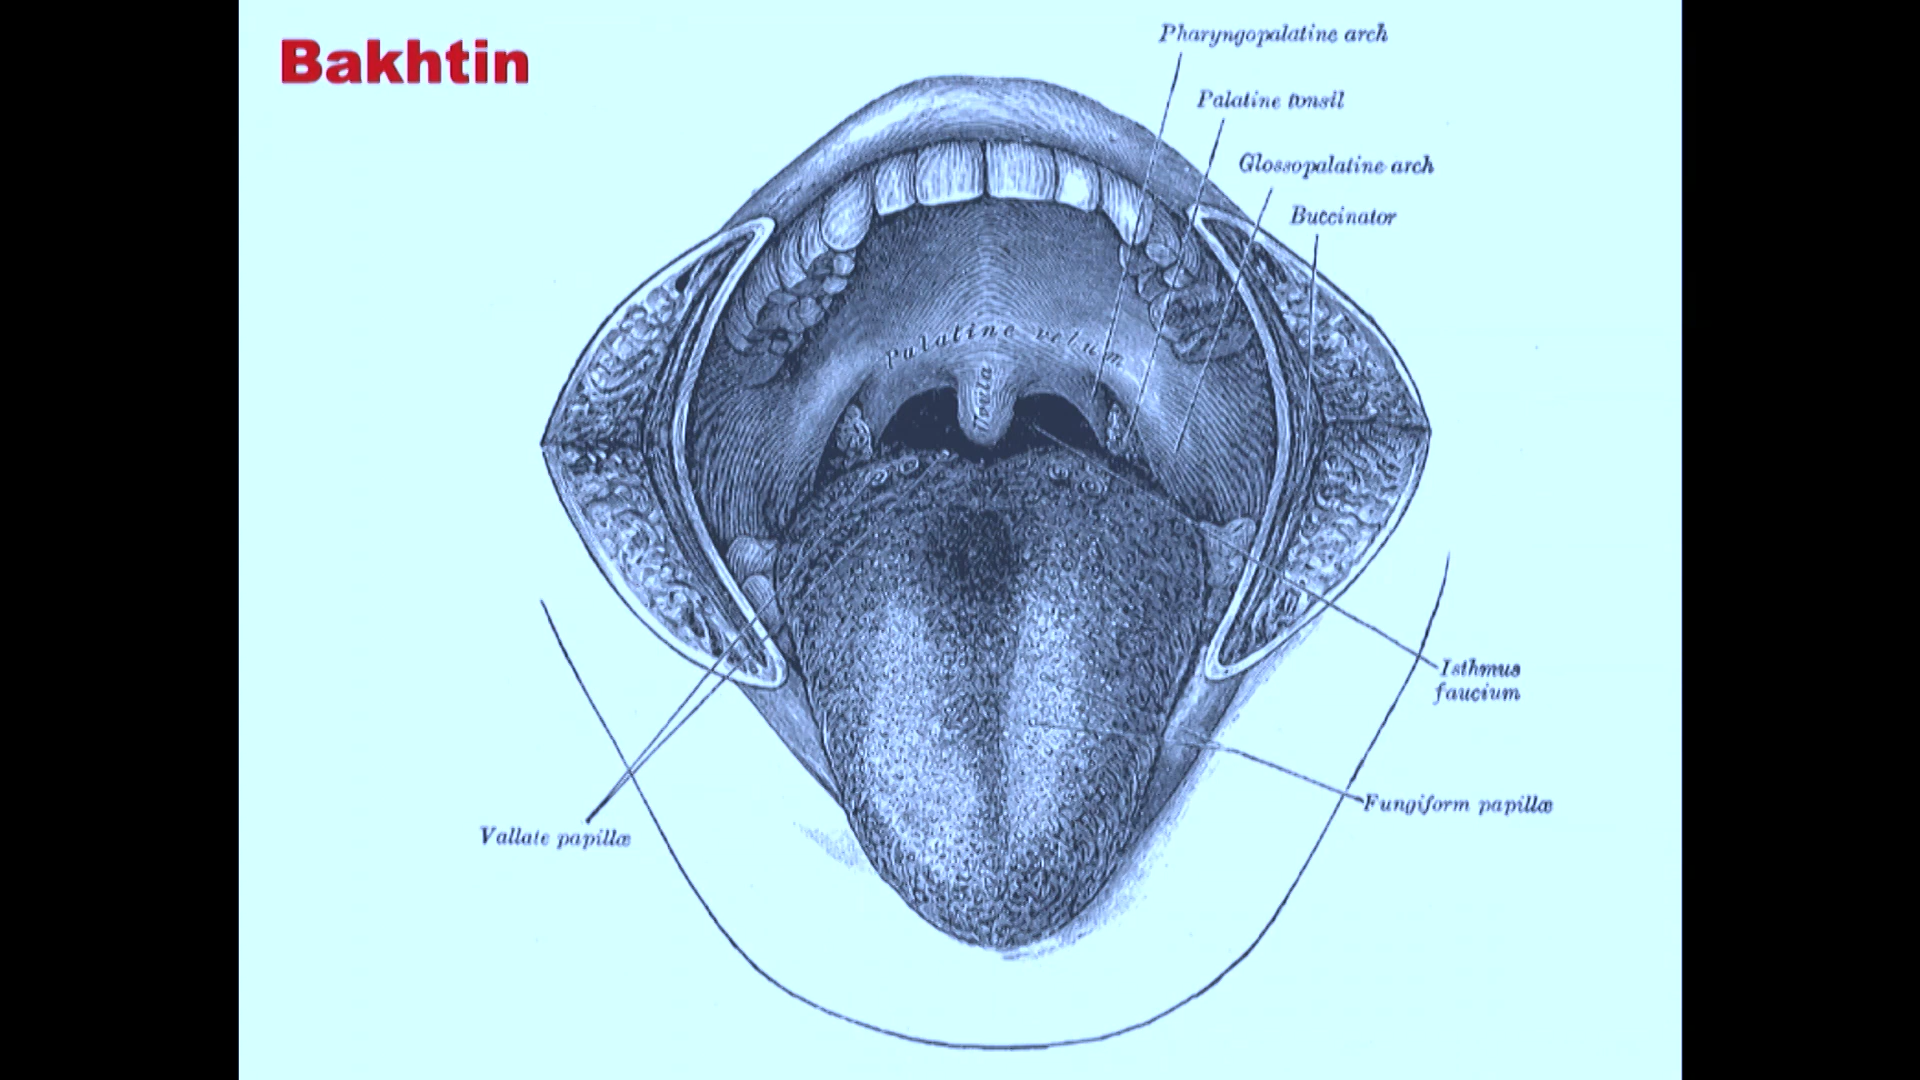 Bakhtin
Pharyngopalatine arch
Palatine tonsil
Glossopalatine arch
Buccinator
Palatine velum
Uvula
Isthmus
faucium
Fungiform papillæ
Vallate papillæ